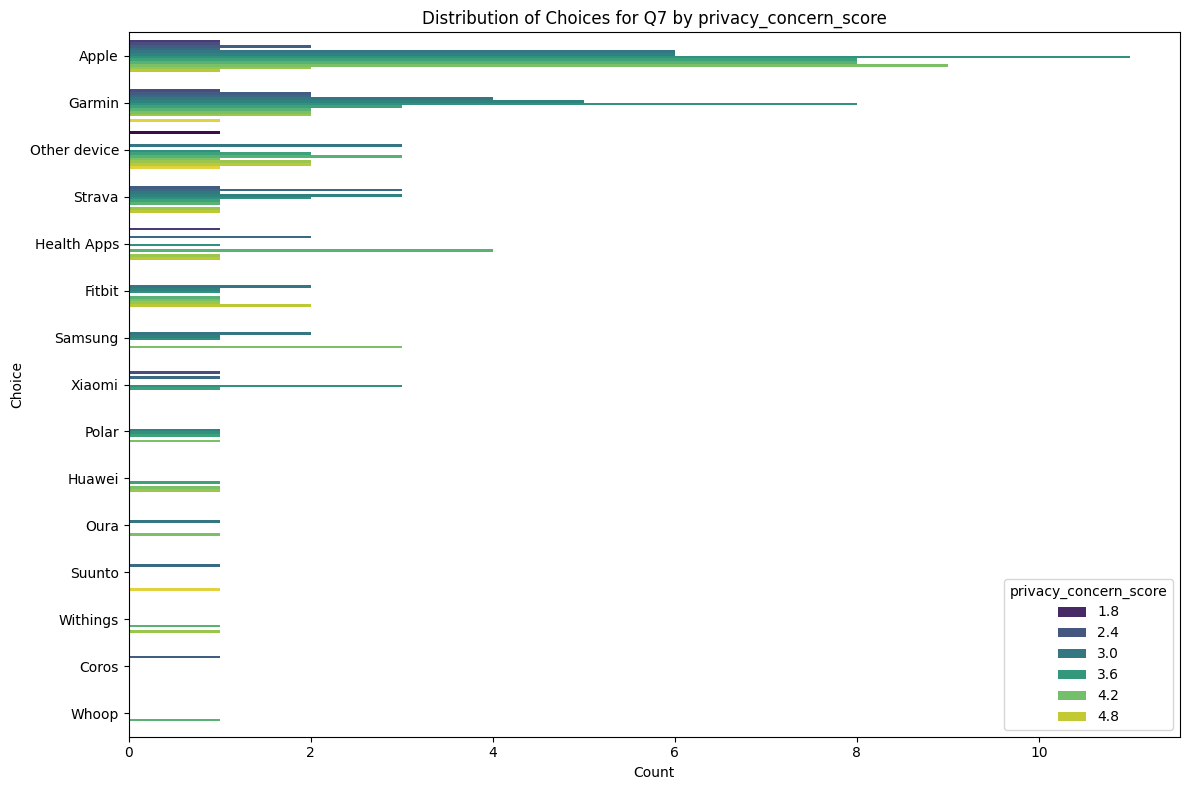 Distribution of Choices for Q7 by privacy_concern_score
Choice
Apple
Garmin
Other device
Strava
Health Apps
Fitbit
Samsung
Xiaomi
Polar
Huawei
Oura
Suunto
Withings
Coros
Whoop
0 2 4 6 8 10
Count
privacy_concern_score
1.8
2.4
3.0
3.6
4.2
4.8